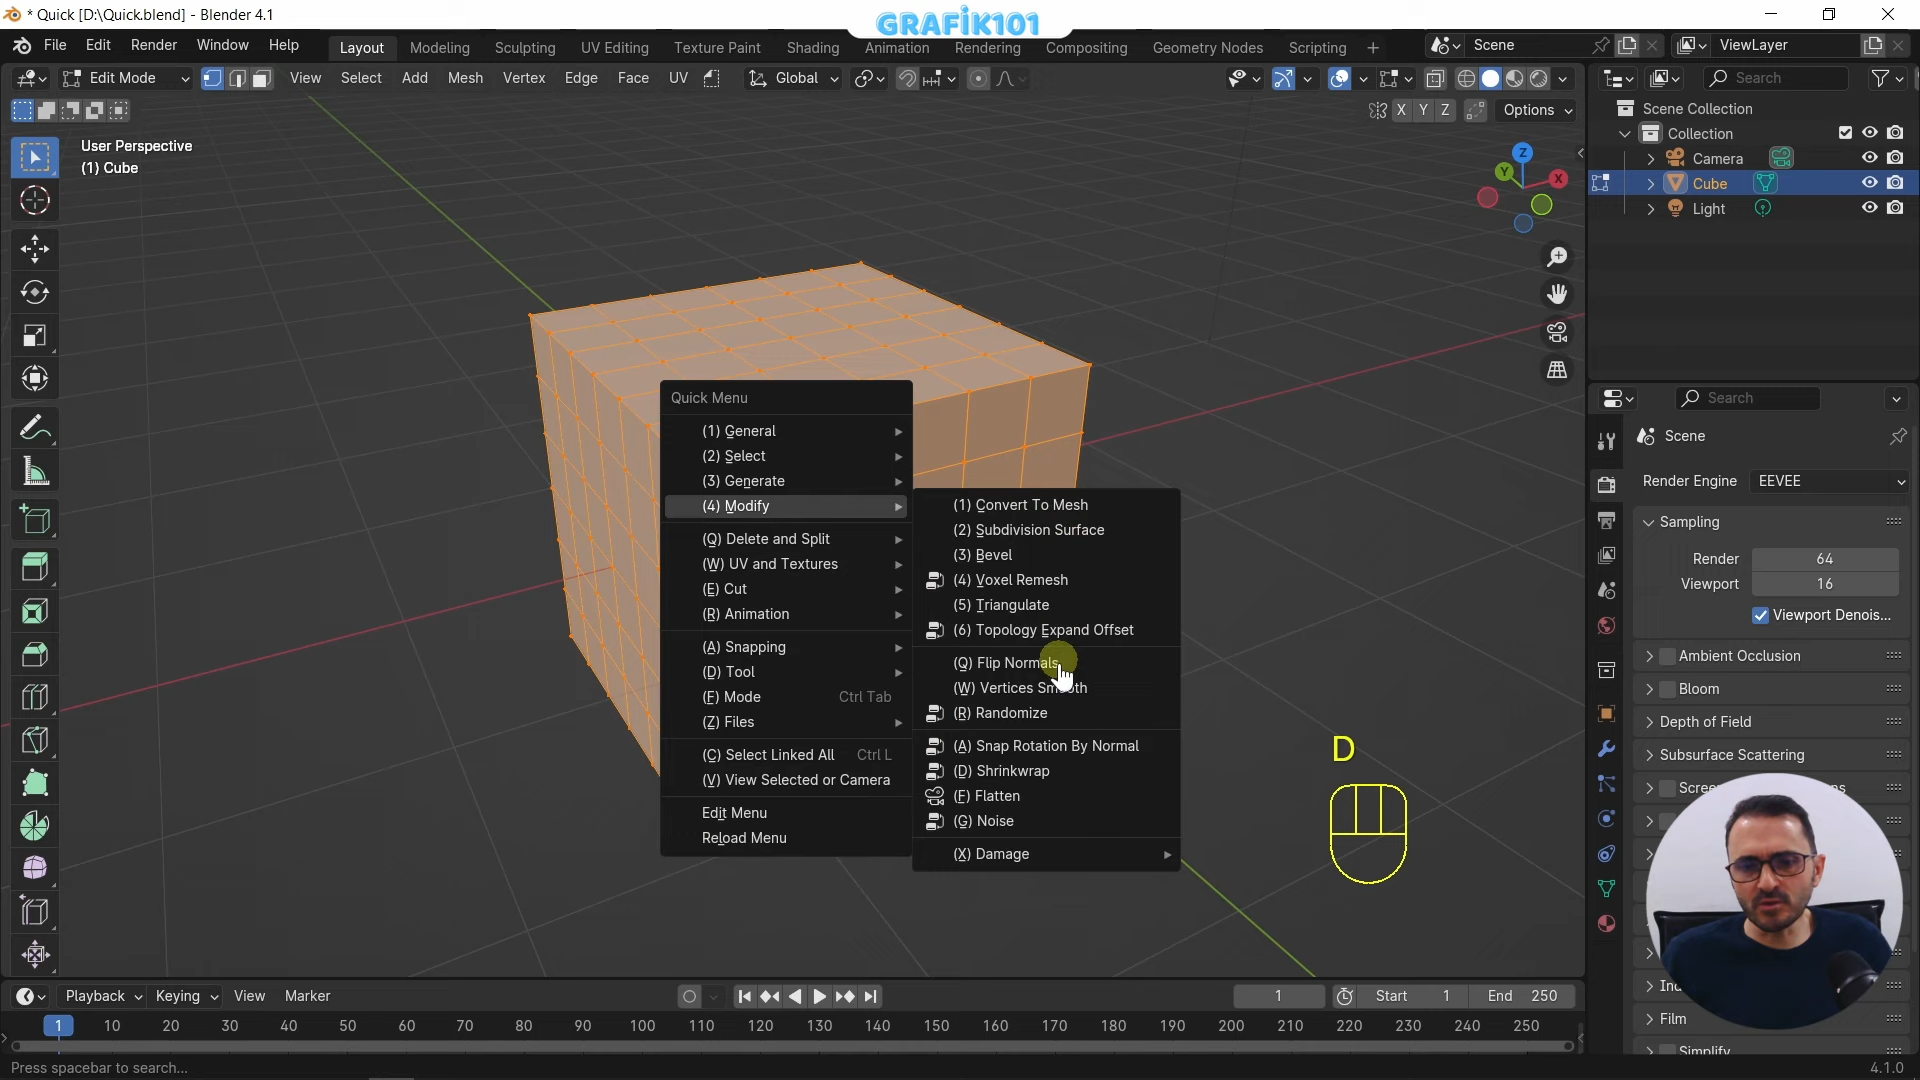 * Quick [D:\Quick.blend] - Blender 4.1
GRAFİK101
File Edit Render Window Help Layout Modeling Sculpting UV Editing Texture Paint Shading Animation Rendering Compositing Geometry Nodes Scripting + Scene ViewLayer
Edit Mode View Select Add Mesh Vertex Edge Face UV Global Search
X Y Z Options
User Perspective
(1) Cube
Z
Y
X
Scene Collection
Collection
Camera
Cube
Light
Search
Scene
Render Engine EEVEE
Sampling
Render 64
Viewport 16
Viewport Denois...
Ambient Occlusion
Bloom
Depth of Field
Subsurface Scattering
Film
Quick Menu
(1) General
(2) Select
(3) Generate
(4) Modify
(Q) Delete and Split
(W) UV and Textures
(E) Cut
(R) Animation
(A) Snapping
(D) Tool
(F) Mode Ctrl Tab
(Z) Files
(C) Select Linked All Ctrl L
(V) View Selected or Camera
Edit Menu
Reload Menu
(1) Convert To Mesh
(2) Subdivision Surface
(3) Bevel
(4) Voxel Remesh
(5) Triangulate
(6) Topology Expand Offset
(Q) Flip Normals
(W) Vertices Smooth
(R) Randomize
(A) Snap Rotation By Normal
(D) Shrinkwrap
(F) Flatten
(G) Noise
(X) Damage
D
Playback Keying View Marker 1 Start 1 End 250
1 10 20 30 40 50 60 70 80 90 100 110 120 130 140 150 160 170 180 190 200 210 220 230 240 250
Press spacebar to search... 4.1.0